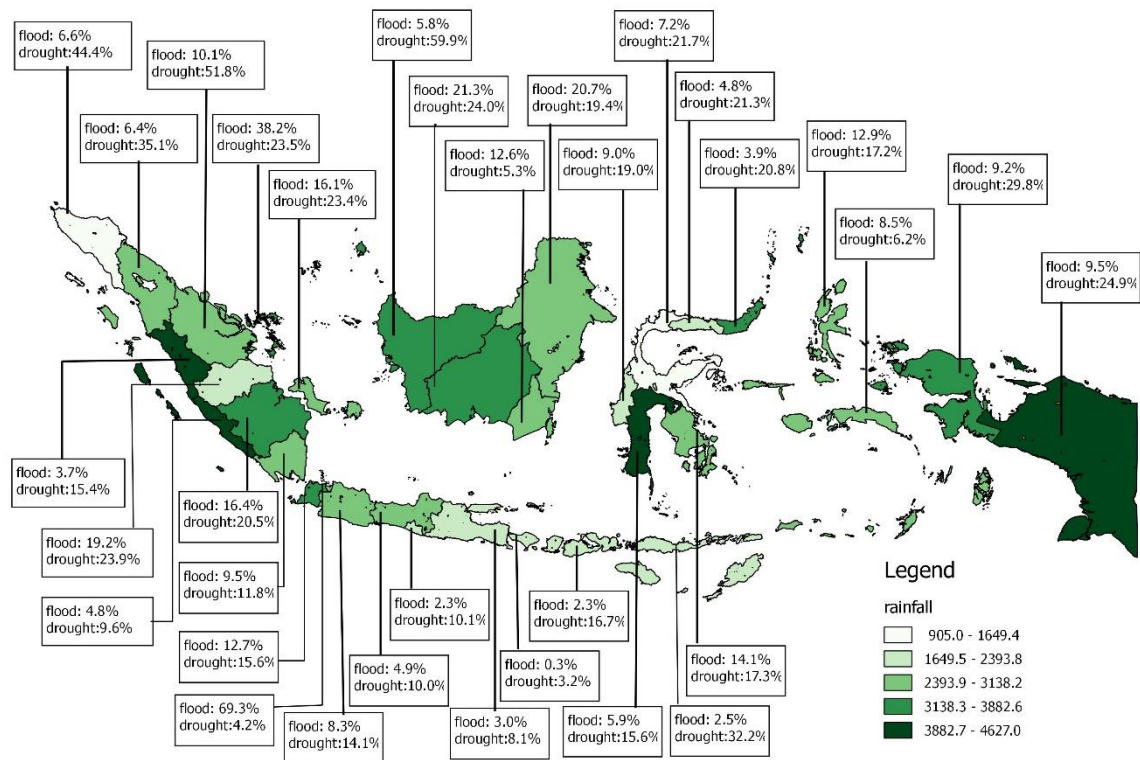 flood: 6.6%
drought:44.4%
flood: 10.1%
drought:51.8%
flood: 5.8%
drought:59.9%
flood: 7.2%
drought:21.7%
flood: 6.4%
drought:35.1%
flood: 38.2%
drought:23.5%
flood: 21.3%
drought:24.0%
flood: 20.7%
drought:19.4%
flood: 4.8%
drought:21.3%
flood: 16.1%
drought:23.4%
flood: 12.6%
drought:5.3%
flood: 9.0%
drought:19.0%
flood: 3.9%
drought:20.8%
flood: 12.9%
drought:17.2%
flood: 8.5%
drought:6.2%
flood: 9.2%
drought:29.8%
flood: 9.5%
drought:24.9%
flood: 3.7%
drought:15.4%
flood: 19.2%
drought:23.9%
flood: 4.8%
drought:9.6%
flood: 16.4%
drought:20.5%
flood: 9.5%
drought:11.8%
flood: 12.7%
drought:15.6%
flood: 69.3%
drought:4.2%
flood: 8.3%
drought:14.1%
flood: 4.9%
drought:10.0%
flood: 2.3%
drought:10.1%
flood: 3.0%
drought:8.1%
flood: 0.3%
drought:3.2%
flood: 2.3%
drought:16.7%
flood: 5.9%
drought:15.6%
flood: 2.5%
drought:32.2%
flood: 14.1%
drought:17.3%
Legend
rainfall
905.0 - 1649.4
1649.5 - 2393.8
2393.9 - 3138.2
3138.3 - 3882.6
3882.7 - 4627.0